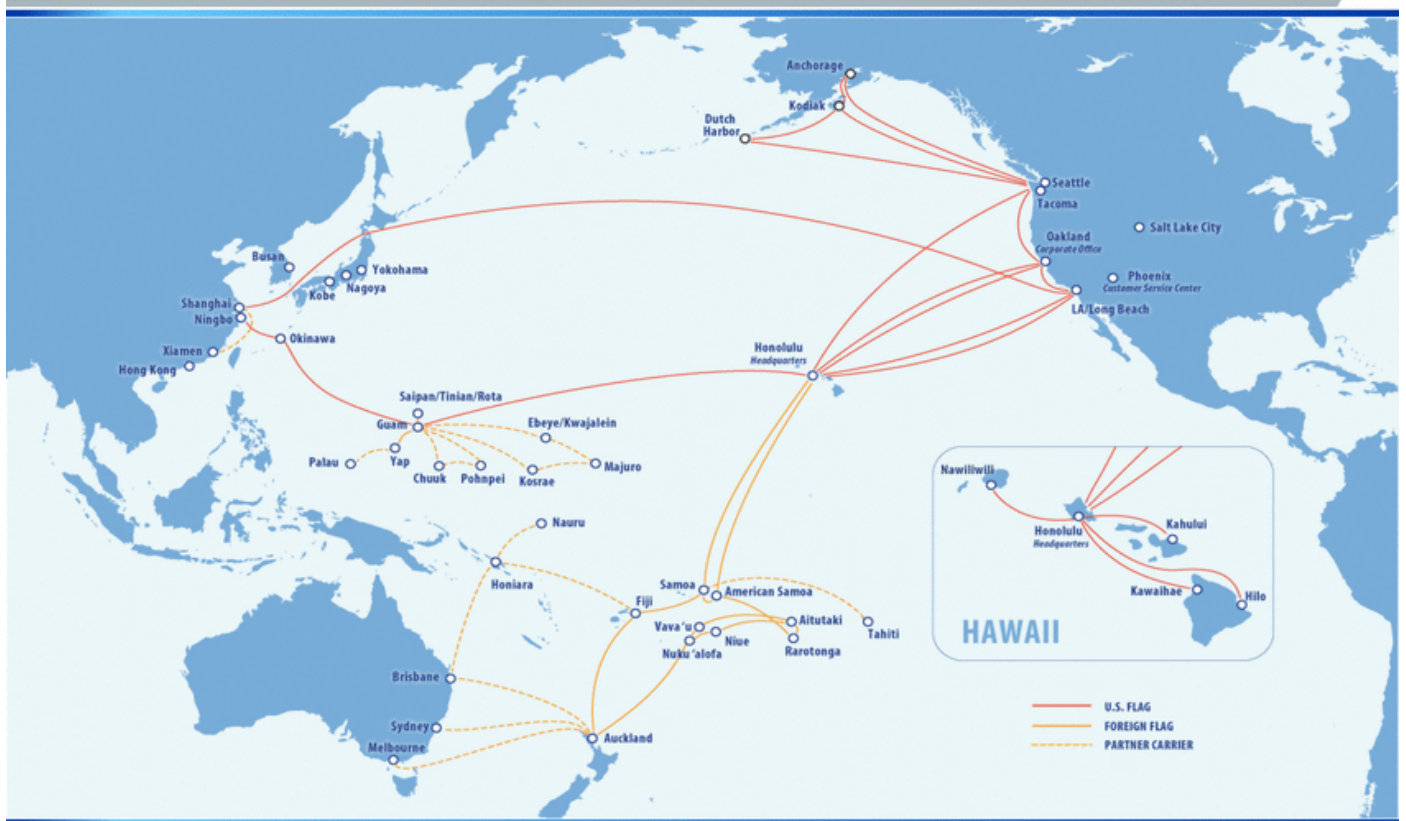 Anchorage
Kodiak
Dutch
Harbor
Seattle
Tacoma
Salt Lake City
Oakland
Corporate Office
Phoenix
Customer Service Center
LA/Long Beach
Busan
Yokohama
Nagoya
Kobe
Shanghai
Ningbo
Okinawa
Xiamen
Hong Kong
Honolulu
Headquarters
Saipan/Tinian/Rota
Guam
Ebeye/Kwajalein
Palau
Yap
Chuuk
Pohnpei
Kosrae
Majuro
Nauru
Honiara
Samoa
American Samoa
Fiji
Vava‘u
Niue
Nuku‘alofa
Aitutaki
Rarotonga
Tahiti
Brisbane
Sydney
Melbourne
Auckland
Nawiliwili
Honolulu
Headquarters
Kahului
Kawaihae
Hilo
HAWAII
U.S. FLAG
FOREIGN FLAG
PARTNER CARRIER